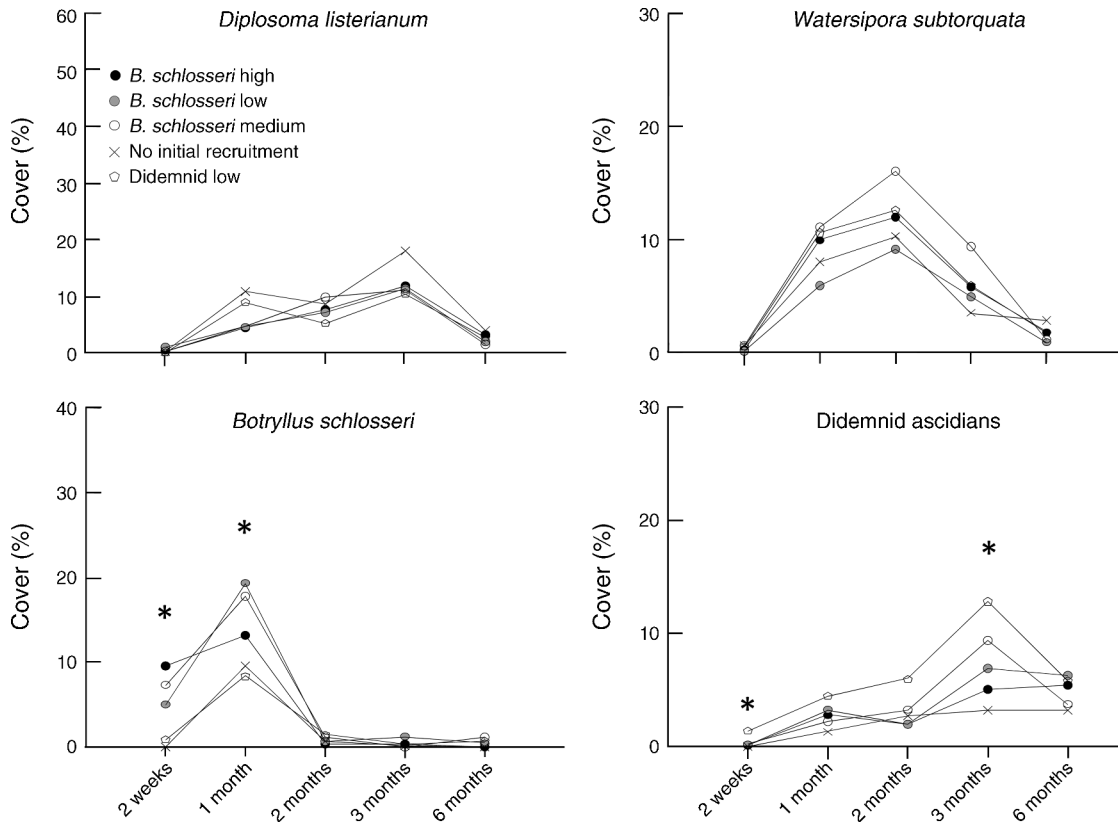 Diplosoma listerianum
60
50
40
30
20
10
0
Cover (%)
B. schlosseri high
B. schlosseri low
B. schlosseri medium
No initial recruitment
Didemnid low
Watersipora subtorquata
30
20
10
0
Cover (%)
Botryllus schlosseri
40
30
20
10
0
Cover (%)
*
*
2 weeks
1 month
2 months
3 months
6 months
Didemnid ascidians
30
20
10
0
Cover (%)
*
*
2 weeks
1 month
2 months
3 months
6 months